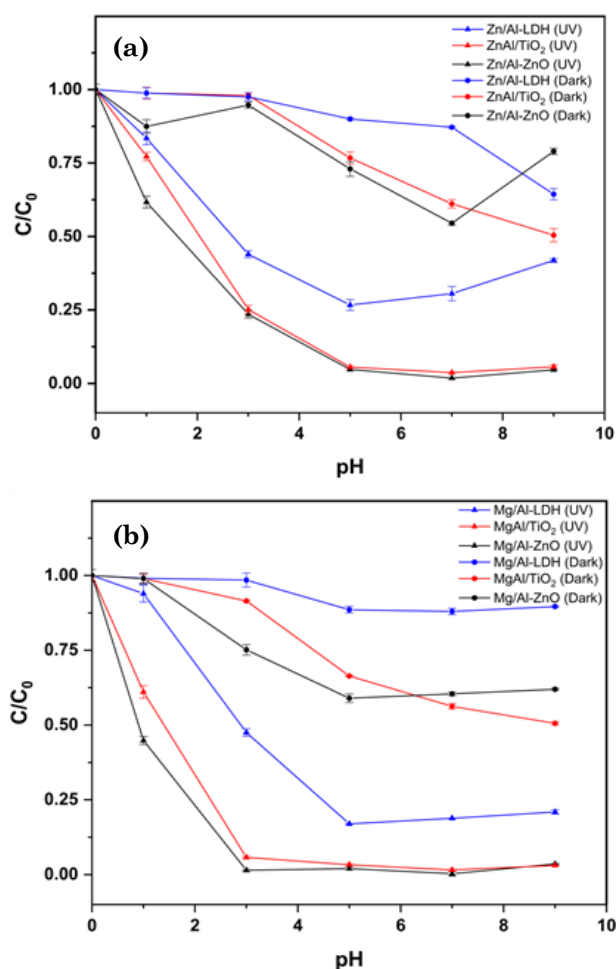 (a)
Zn/Al-LDH (UV)
ZnAl/TiO₂ (UV)
Zn/Al-ZnO (UV)
Zn/Al-LDH (Dark)
ZnAl/TiO₂ (Dark)
Zn/Al-ZnO (Dark)
1.00
0.75
0.50
0.25
0.00
C/C₀
0 2 4 6 8 10
pH
(b)
Mg/Al-LDH (UV)
MgAl/TiO₂ (UV)
Mg/Al-ZnO (UV)
Mg/Al-LDH (Dark)
MgAl/TiO₂ (Dark)
Mg/Al-ZnO (Dark)
1.00
0.75
0.50
0.25
0.00
C/C₀
0 2 4 6 8 10
pH